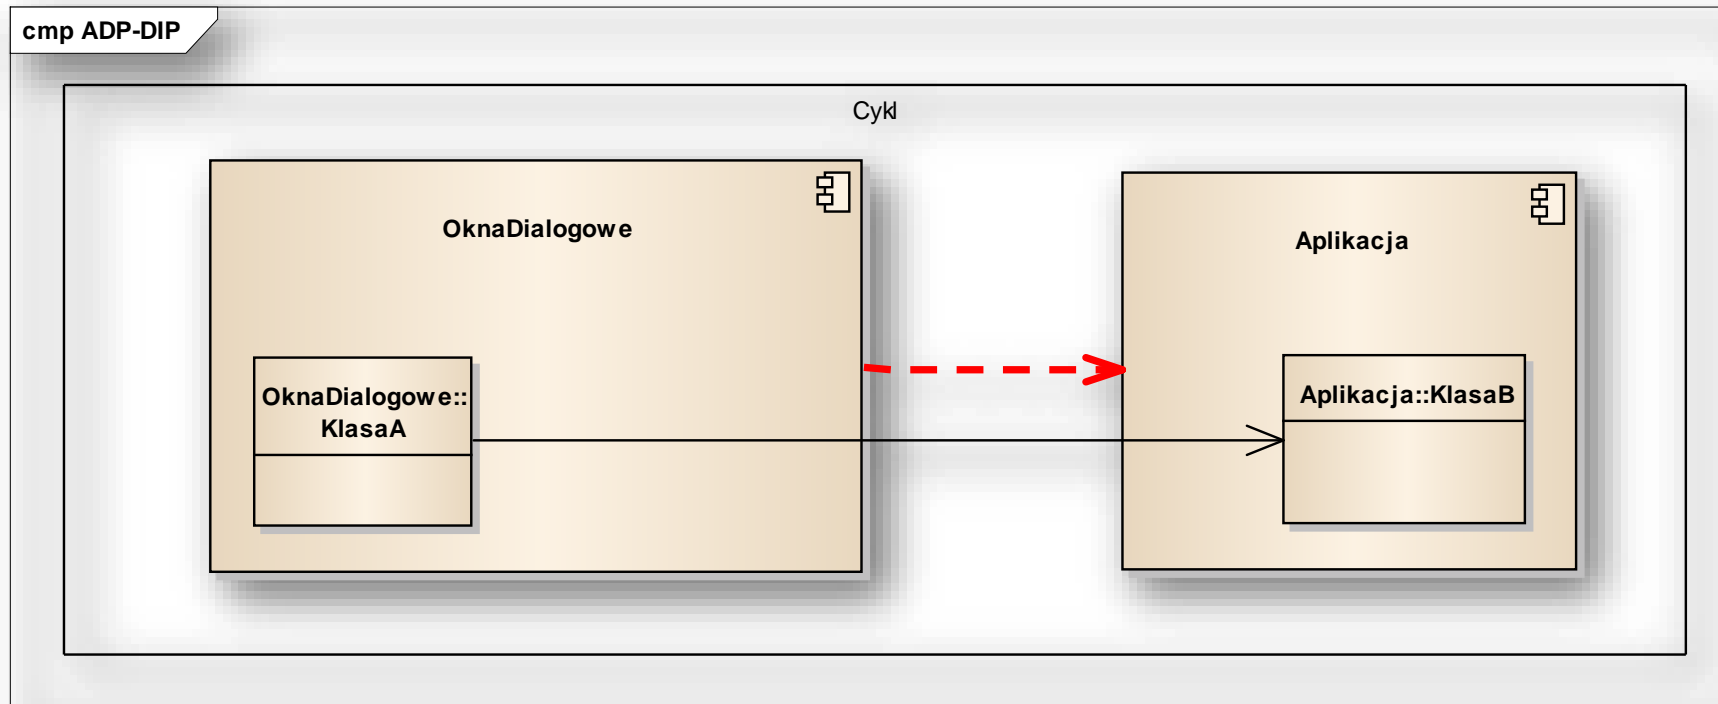 cmp ADP-DIP
Cykl
OknaDialogowe
Aplikacja
OknaDialogowe::
KlasaA
Aplikacja::KlasaB